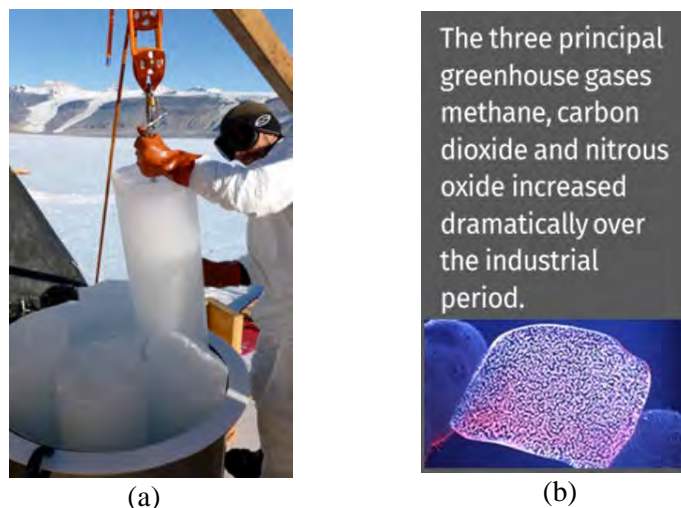 The three principal
greenhouse gases
methane, carbon
dioxide and nitrous
oxide increased
dramatically over
the industrial
period.
(a)
(b)